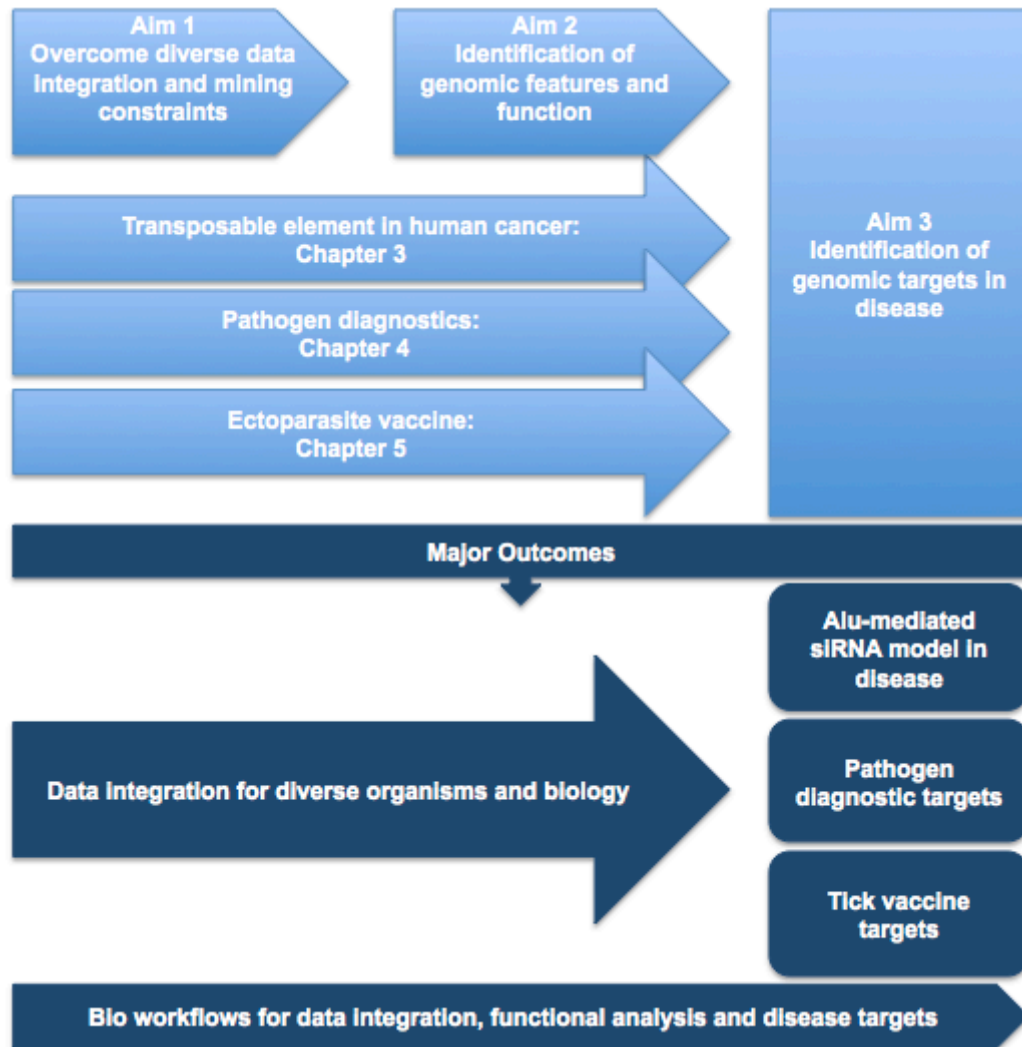 Aim 1
Overcome diverse data
integration and mining
constraints
Aim 2
Identification of
genomic features and
function
Aim 3
Identification of
genomic targets in
disease
Transposable element in human cancer:
Chapter 3
Pathogen diagnostics:
Chapter 4
Ectoparasite vaccine:
Chapter 5
Major Outcomes
Data integration for diverse organisms and biology
Alu-mediated
siRNA model in
disease
Pathogen
diagnostic targets
Tick vaccine
targets
Bio workflows for data integration, functional analysis and disease targets